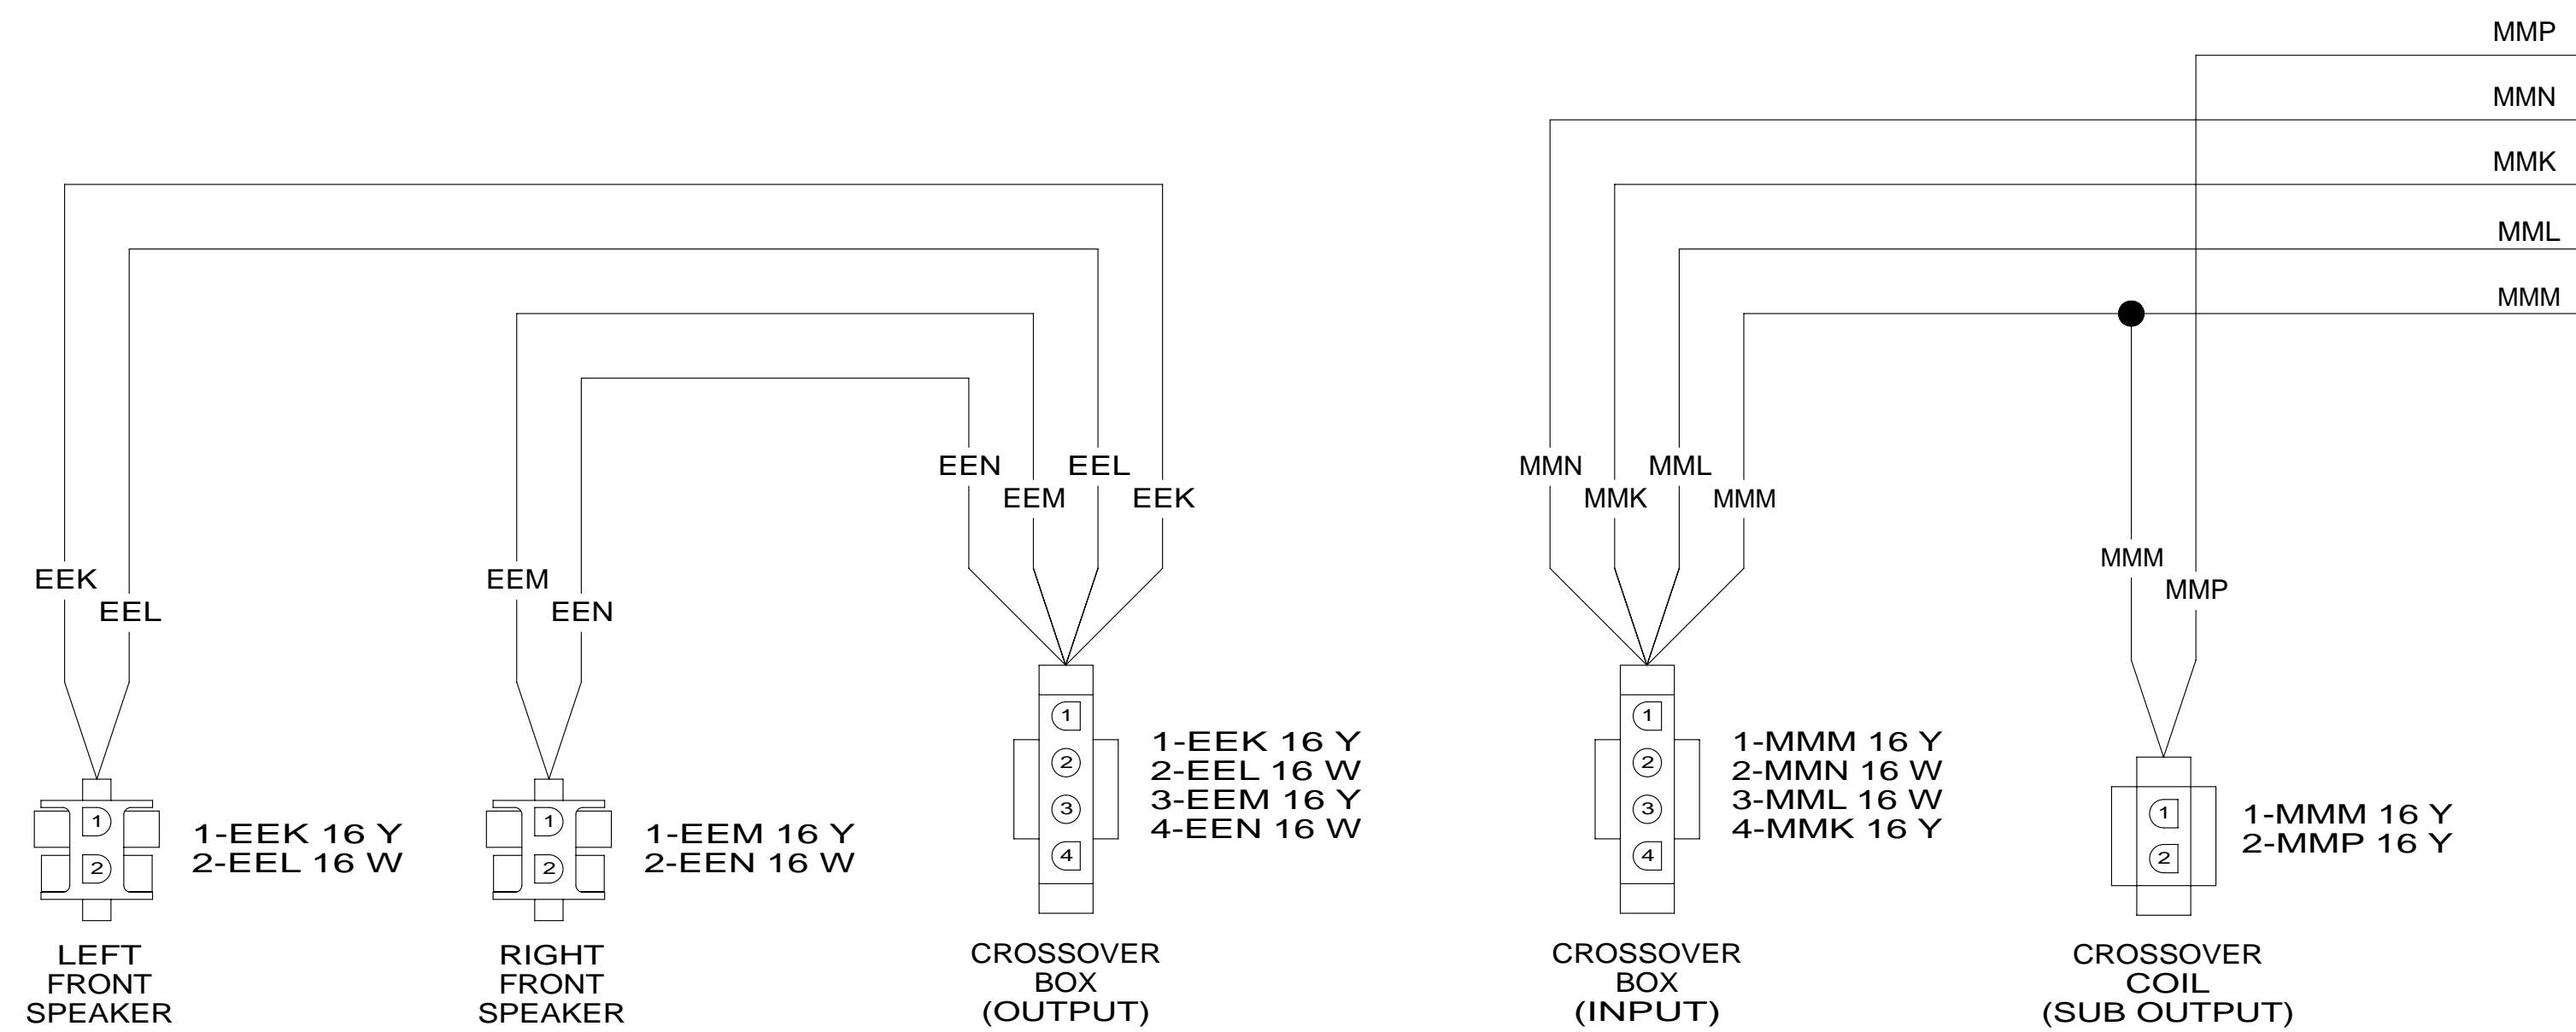 MMP
MMN
MMK
MML
MMM
EEN
EEL
MMN
MML
EEM
EEK
MMK
MMM
MMM
EEK
EEM
MMP
EEL
EEN
1
2
1-EEK 16 Y
2-EEL 16 W
LEFT
FRONT
SPEAKER
1
2
1-EEM 16 Y
2-EEN 16 W
RIGHT
FRONT
SPEAKER
1
2
3
4
1-EEK 16 Y
2-EEL 16 W
3-EEM 16 Y
4-EEN 16 W
CROSSOVER
BOX
(OUTPUT)
1
2
3
4
1-MMM 16 Y
2-MMN 16 W
3-MML 16 W
4-MMK 16 Y
CROSSOVER
BOX
(INPUT)
1
2
1-MMM 16 Y
2-MMP 16 Y
CROSSOVER
COIL
(SUB OUTPUT)